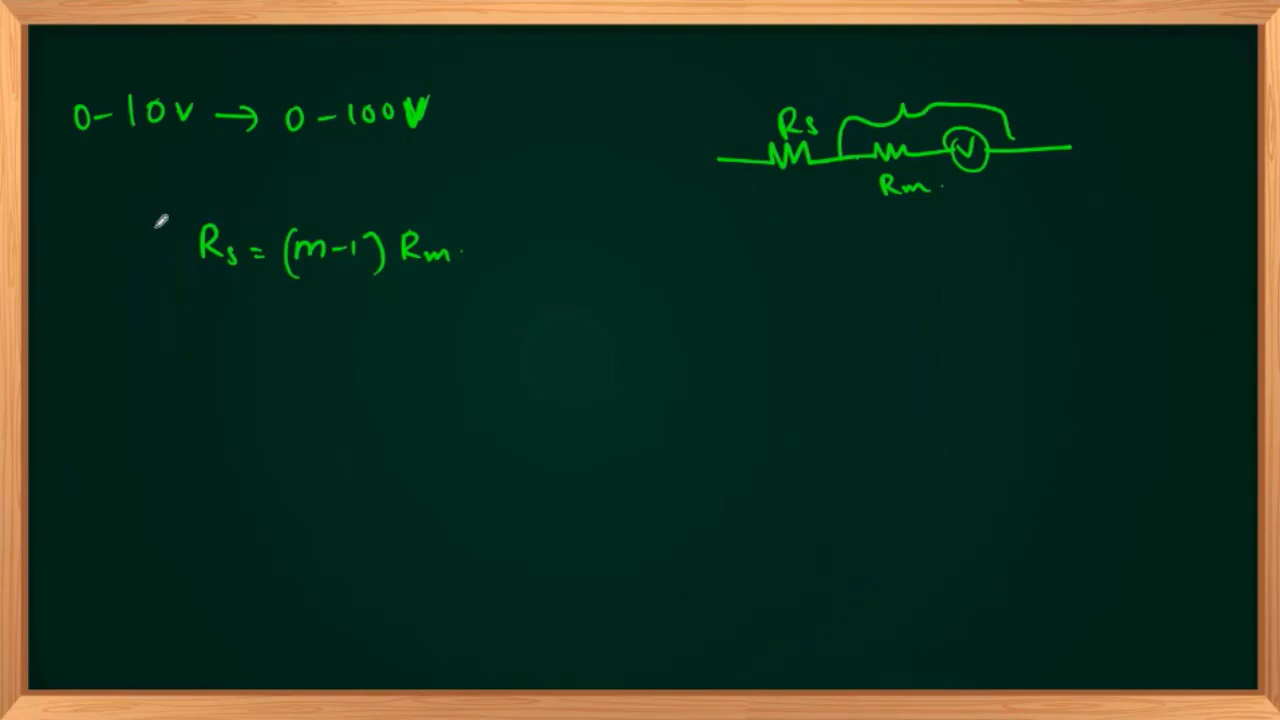 0-10V → 0-100V
Rs
V
Rm.
Rs = (m-1) Rm.